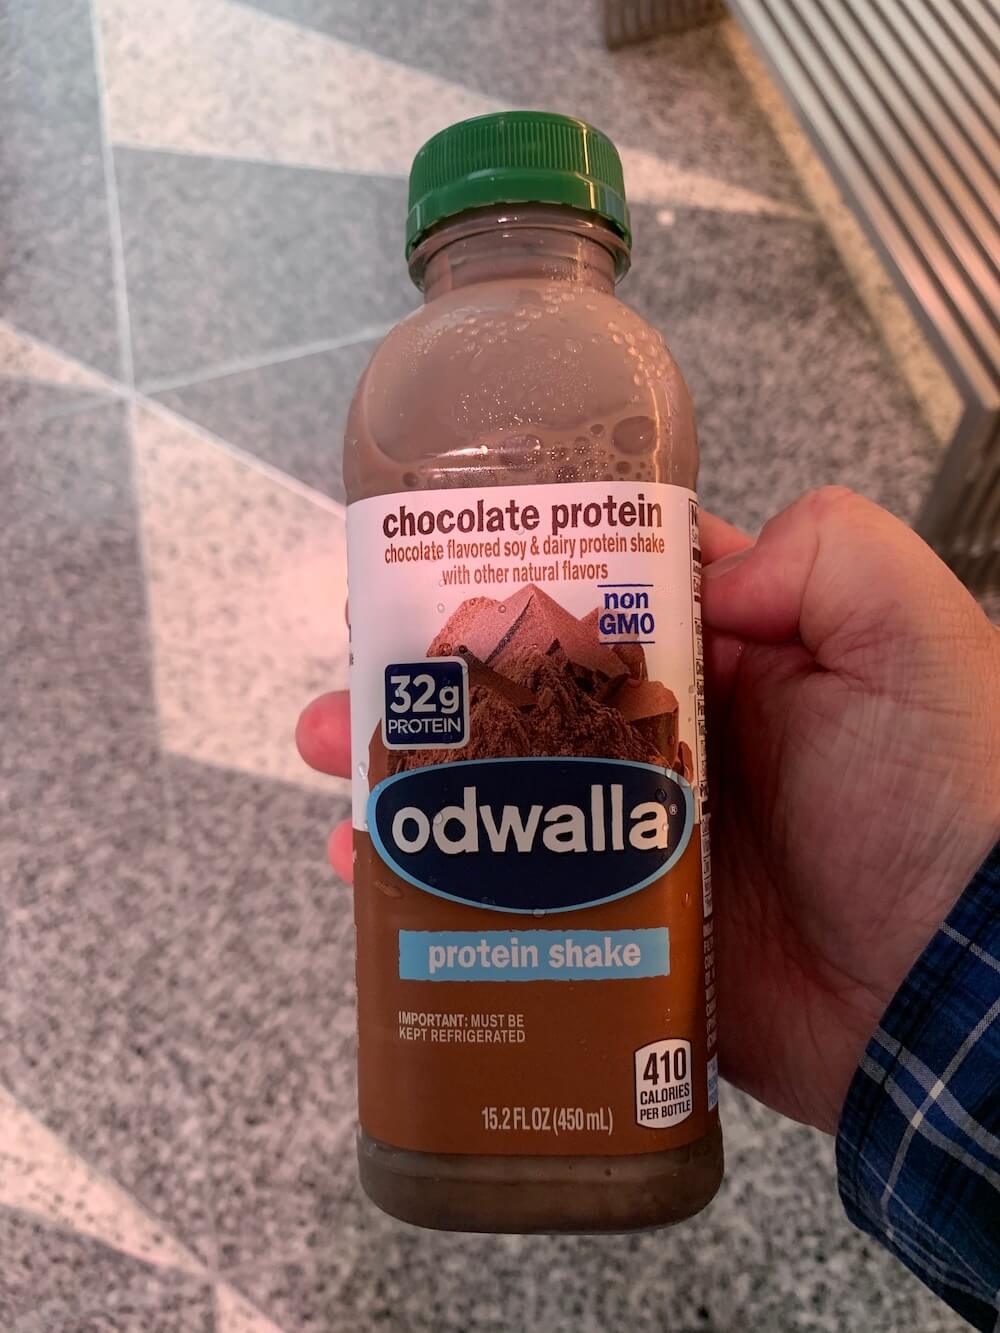 chocolate protein
chocolate flavored soy & dairy protein shake
with other natural flavors
non
GMO
32g
PROTEIN
odwalla®
protein shake
IMPORTANT: MUST BE
KEPT REFRIGERATED
410
CALORIES
PER BOTTLE
15.2 FL OZ (450 mL)